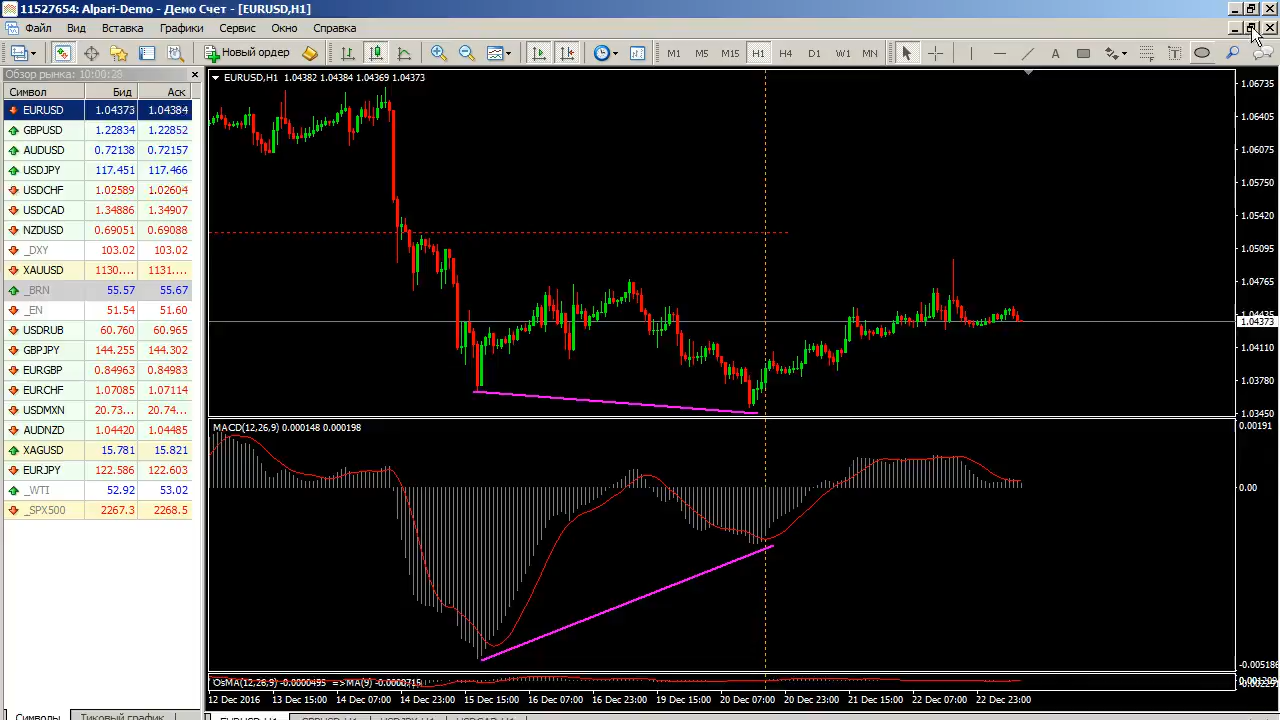 11527654: Alpari-Demo - Демо Счет - [EURUSD,H1]
Файл Вид Вставка Графики Сервис Окно Справка
Новый ордер M1 M5 M15 H1 H4 D1 W1 MN A T
Обзор рынка: 10:00:28
Символ Бид Аск
EURUSD 1.04373 1.04384
GBPUSD 1.22834 1.22852
AUDUSD 0.72138 0.72157
USDJPY 117.451 117.466
USDCHF 1.02589 1.02604
USDCAD 1.34886 1.34907
NZDUSD 0.69051 0.69088
_DXY 103.02 103.02
XAUUSD 1130.... 1131....
_BRN 55.57 55.67
_EN 51.54 51.60
USDRUB 60.760 60.965
GBPJPY 144.255 144.302
EURGBP 0.84963 0.84983
EURCHF 1.07085 1.07114
USDMXN 20.73... 20.74...
AUDNZD 1.04420 1.04485
XAGUSD 15.781 15.821
EURJPY 122.586 122.603
_WTI 52.92 53.02
_SPX500 2267.3 2268.5
Символы Тиковый график
EURUSD,H1 1.04382 1.04384 1.04369 1.04373
1.06735
1.06405
1.06075
1.05750
1.05420
1.05095
1.04765
1.04435
1.04373
1.04110
1.03780
1.03450
MACD(12,26,9) 0.000148 0.000198
0.00191
0.00
-0.005186
OsMA(12,26,9) -0.0000495 =>MA(9) -0.0000715
12 Dec 2016 13 Dec 15:00 14 Dec 07:00 14 Dec 23:00 15 Dec 15:00 16 Dec 07:00 16 Dec 23:00 19 Dec 15:00 20 Dec 07:00 20 Dec 23:00 21 Dec 15:00 22 Dec 07:00 22 Dec 23:00
EURUSD,H1 GBPUSD,H1 USDJPY,H1 USDCAD,H1